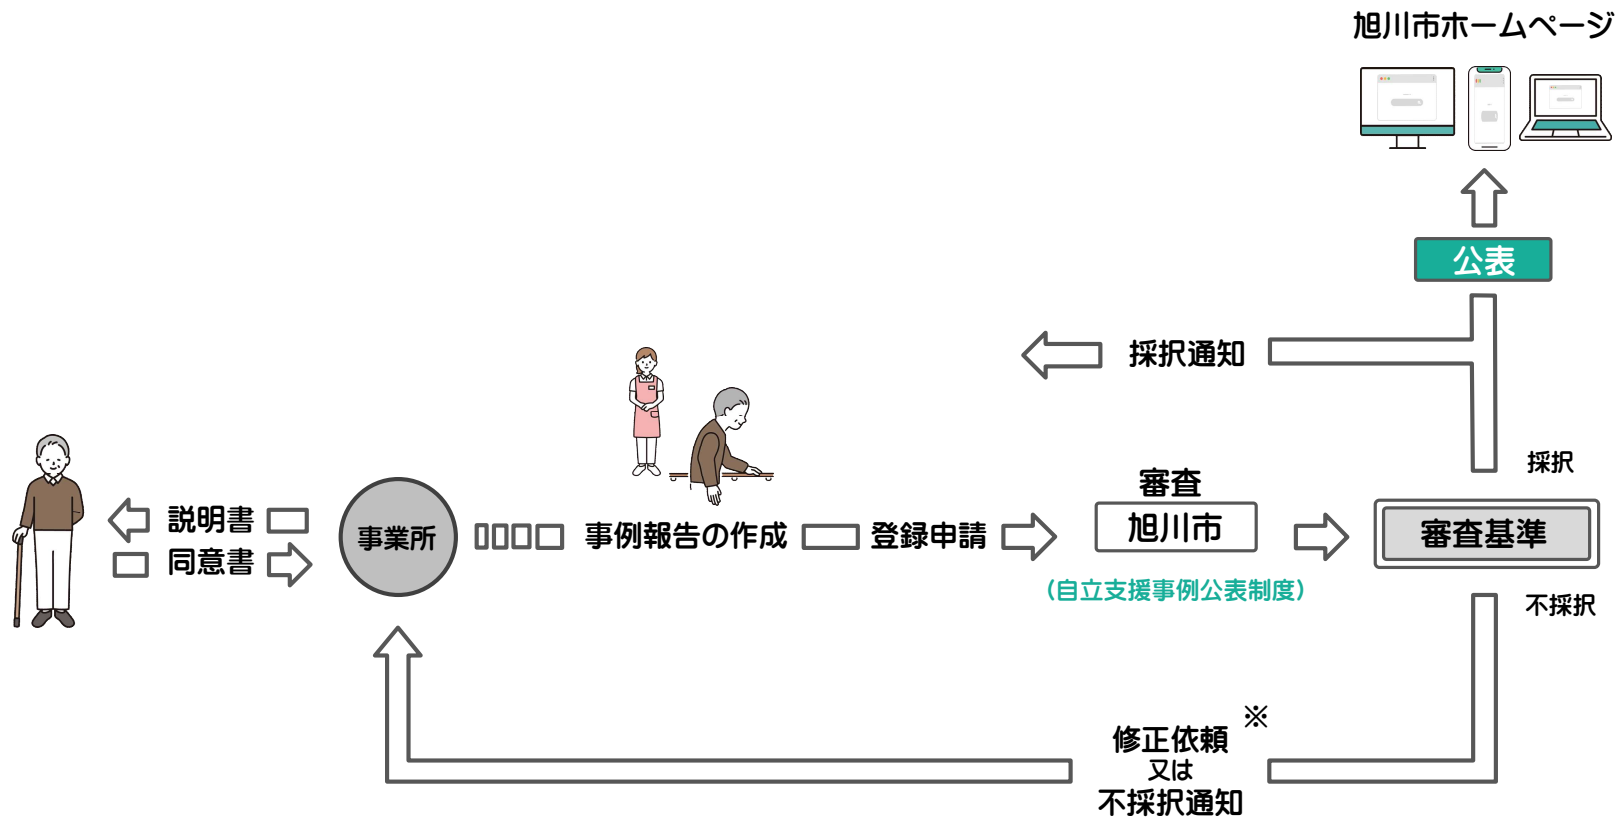 旭川市ホームページ
公表
採択通知
採択
説明書
同意書
事業所
事例報告の作成
登録申請
審査
旭川市
(自立支援事例公表制度)
審査基準
不採択
※
修正依頼
又は
不採択通知